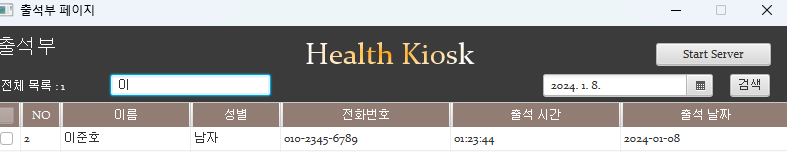 출석부 페이지
출석부
Health Kiosk
Start Server
전체 목록 : 1
이
2024. 1. 8.
검색
NO 이름 성별 전화번호 출석 시간 출석 날짜
2 이준호 남자 010-2345-6789 01:23:44 2024-01-08